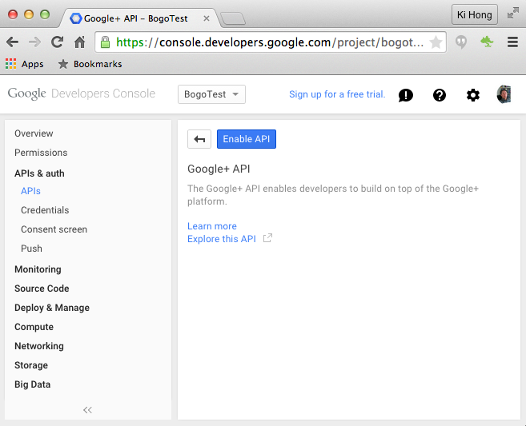 Google+ API – BogoTest
Ki Hong
https://console.developers.google.com/project/bogot...
Apps
Bookmarks
Google Developers Console
BogoTest
Sign up for a free trial.
Overview
Permissions
APIs & auth
APIs
Credentials
Consent screen
Push
Monitoring
Source Code
Deploy & Manage
Compute
Networking
Storage
Big Data
Enable API
Google+ API
The Google+ API enables developers to build on top of the Google+
platform.
Learn more
Explore this API